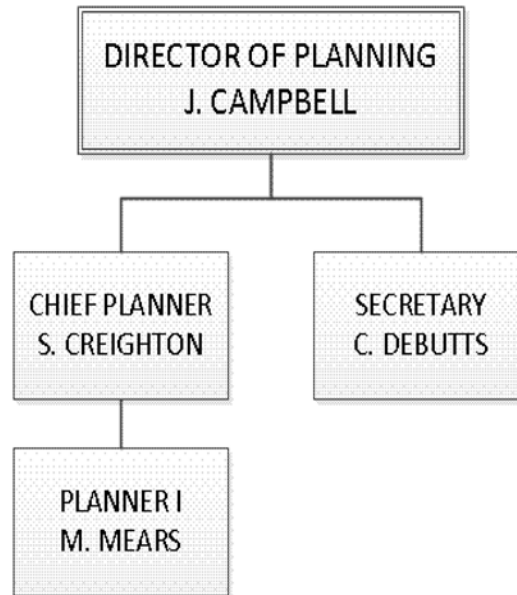 DIRECTOR OF PLANNING
J. CAMPBELL
CHIEF PLANNER
S. CREIGHTON
SECRETARY
C. DEBUTTS
PLANNER I
M. MEARS